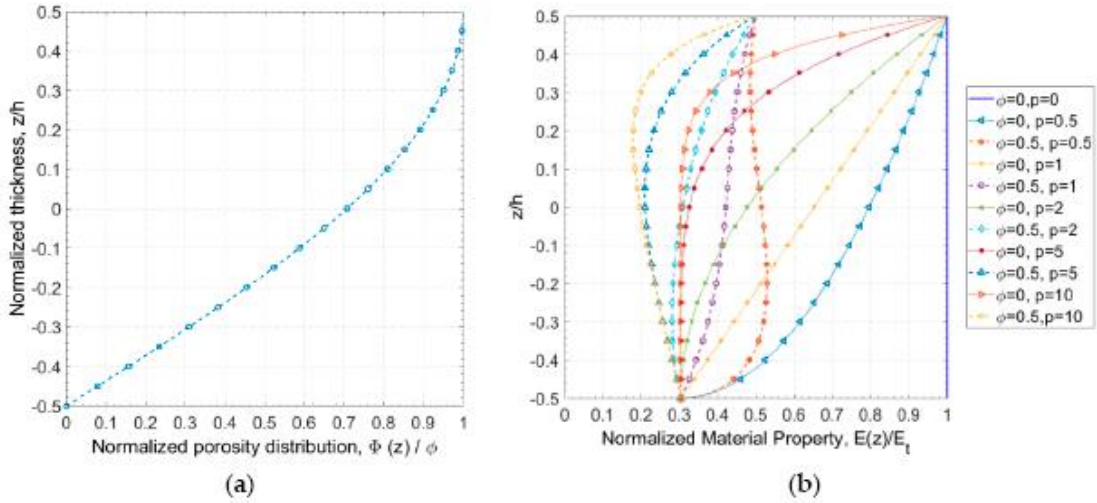 0.5
0.4
0.3
0.2
0.1
0
-0.1
-0.2
-0.3
-0.4
-0.5
Normalized thickness, z/h
0 0.1 0.2 0.3 0.4 0.5 0.6 0.7 0.8 0.9 1
Normalized porosity distribution, Φ (z) / ϕ
(a)
0.5
0.4
0.3
0.2
0.1
0
-0.1
-0.2
-0.3
-0.4
-0.5
z/h
0 0.1 0.2 0.3 0.4 0.5 0.6 0.7 0.8 0.9 1
Normalized Material Property, E(z)/E_t
(b)
ϕ=0,p=0
ϕ=0, p=0.5
ϕ=0.5, p=0.5
ϕ=0, p=1
ϕ=0.5, p=1
ϕ=0, p=2
ϕ=0.5, p=2
ϕ=0, p=5
ϕ=0.5, p=5
ϕ=0, p=10
ϕ=0.5,p=10